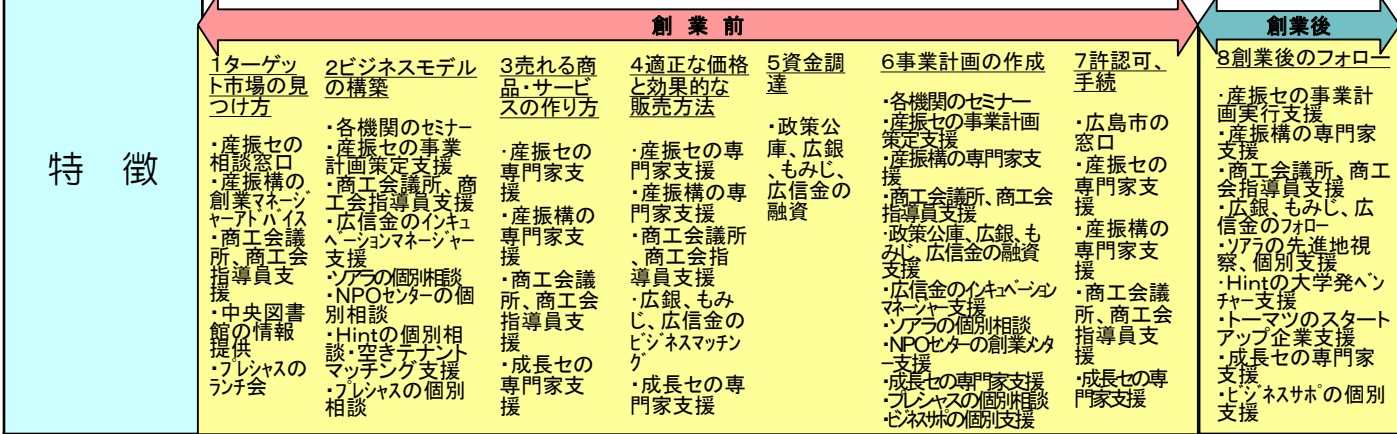 創 業 前
創業後
特 徴
1ターゲッ
ト市場の見
つけ方
・産振セの
相談窓口
・産振構の
創業マネージ
ャーアドバイス
・商工会議
所、商工会
指導員支
援
・中央図書
館の情報
提供
・プレシャスの
ランチ会
2ビジネスモデル
の構築
・各機関のセミナー
・産振セの事業
計画策定支援
・商工会議所、商
工会指導員支援
・広信金のインキュ
ベーションマネージャー
支援
・ソアラの個別相談
・NPOセンターの個
別相談
・Hintの個別相
談・空きテナント
マッチング支援
・プレシャスの個別
相談
3売れる商
品・サービ
スの作り方
・産振セの
専門家支
援
・産振構の
専門家支
援
・商工会議
所、商工会
指導員支
援
・成長セの
専門家支
援
4適正な価格
と効果的な
販売方法
・産振セの専
門家支援
・産振構の専
門家支援
・商工会議所
、商工会指
導員支援
・広銀、もみ
じ、広信金の
ビジネスマッチン
グ
・成長セの専
門家支援
5資金調
達
・政策公
庫、広銀
、もみじ、
広信金の
融資
6事業計画の作成
・各機関のセミナー
・産振セの事業計画
策定支援
・産振構の専門家支
援
・商工会議所、商工会
指導員支援
・政策公庫、広銀、も
みじ、広信金の融資
支援
・広信金のインキュベーション
マネージャー支援
・ソアラの個別相談
・NPOセンターの創業メンタ
ー支援
・成長セの専門家支援
・プレシャスの個別相談
・ビジネスサポの個別支援
7許認可、
手続
・広島市の
窓口
・産振セの
専門家支
援
・産振構の
専門家支
援
・商工会議
所、商工会
指導員支
援
・成長セの専
門家支援
8創業後のフォロー
・産振セの事業計
画実行支援
・産振構の専門家
支援
・商工会議所、商工
会指導員支援
・広銀、もみじ、広
信金のフォロー
・ソアラの先進地視
察、個別支援
・Hintの大学発ベン
チャー支援
・トーマツのスタート
アップ企業支援
・成長セの専門家
支援
・ビジネスサポの個別
支援